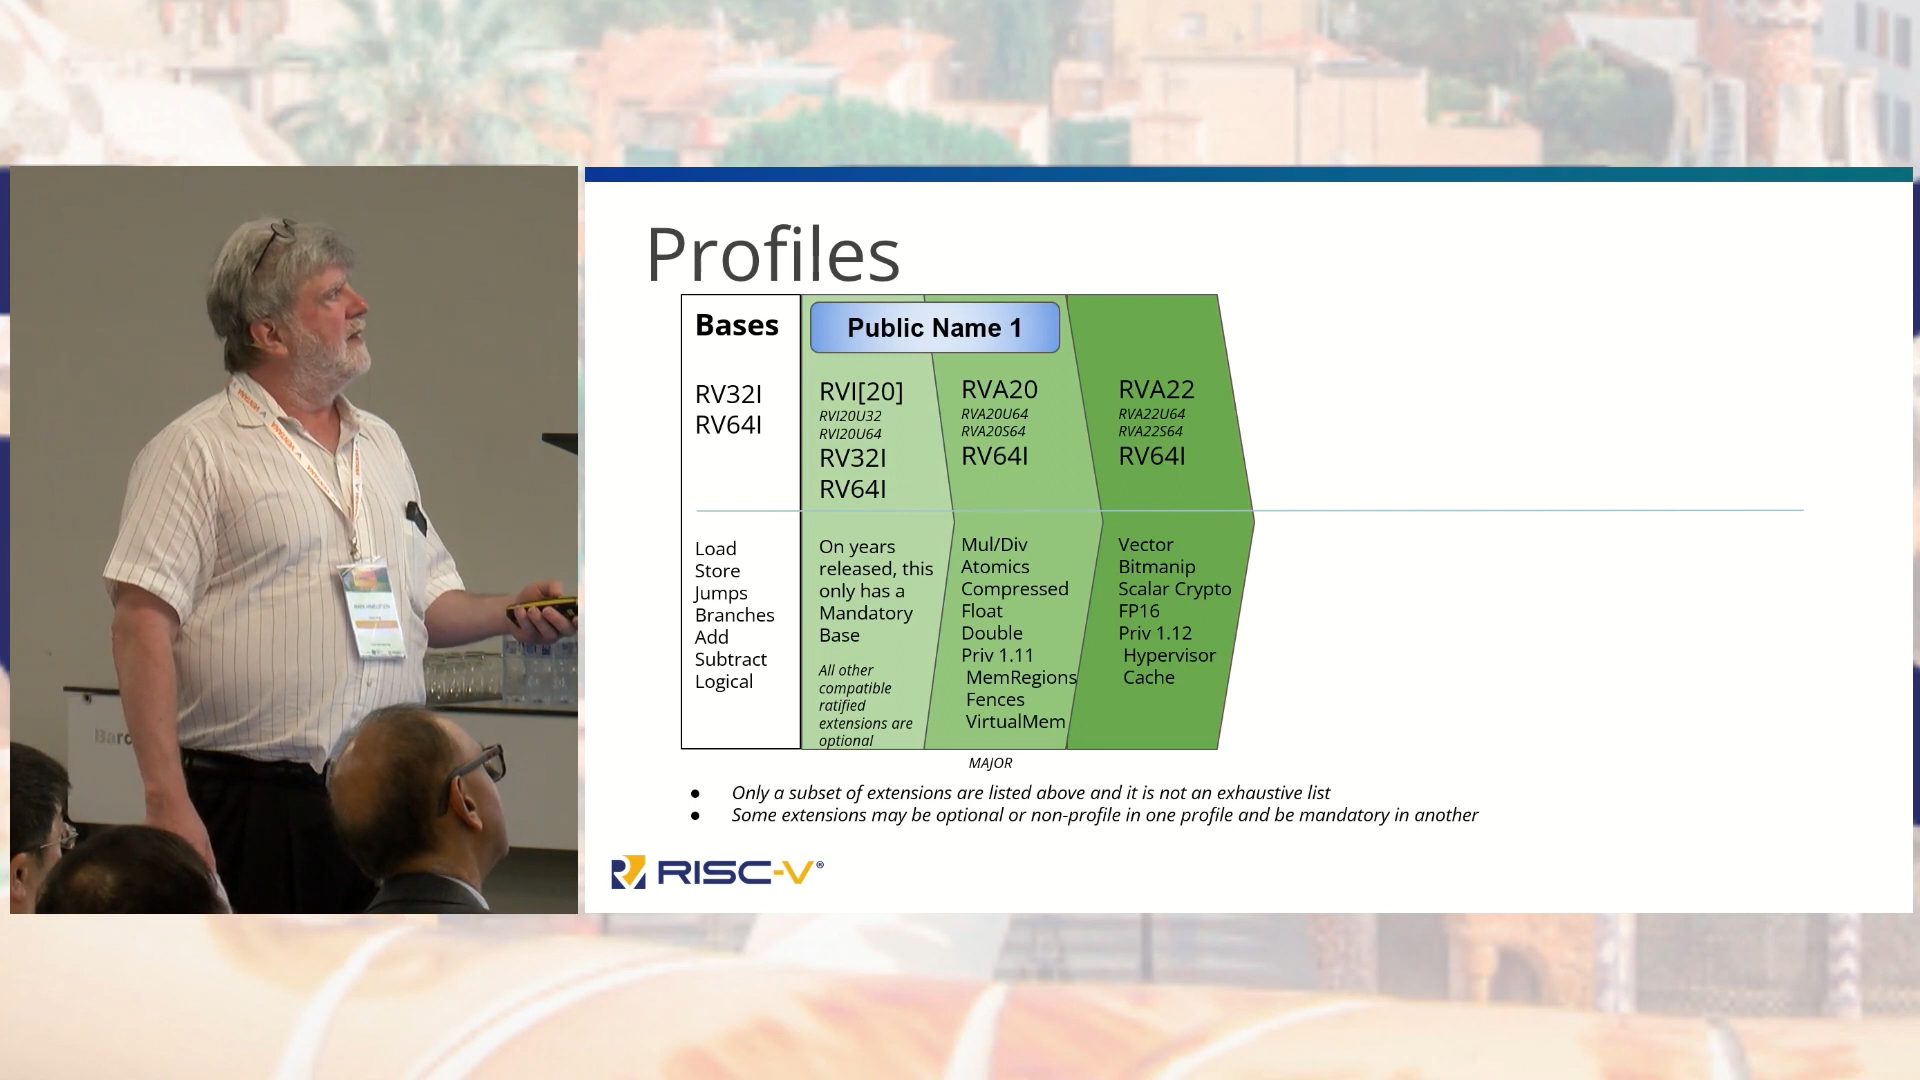 Profiles
Bases
RV32I
RV64I
Load
Store
Jumps
Branches
Add
Subtract
Logical
Public Name 1
RVI[20]
RVI20U32
RVI20U64
RV32I
RV64I
On years
released, this
only has a
Mandatory
Base
All other
compatible
ratified
extensions are
optional
RVA20
RVA20U64
RVA20S64
RV64I
Mul/Div
Atomics
Compressed
Float
Double
Priv 1.11
MemRegions
Fences
VirtualMem
RVA22
RVA22U64
RVA22S64
RV64I
Vector
Bitmanip
Scalar Crypto
FP16
Priv 1.12
Hypervisor
Cache
MAJOR
● Only a subset of extensions are listed above and it is not an exhaustive list
● Some extensions may be optional or non-profile in one profile and be mandatory in another
RISC-V®
VENTANA
Barc